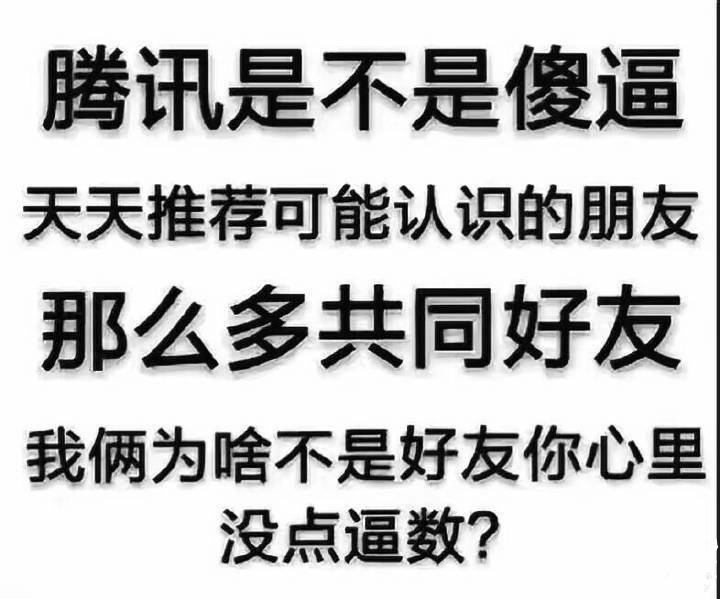 腾讯是不是傻逼
天天推荐可能认识的朋友
那么多共同好友
我俩为啥不是好友你心里
没点逼数?